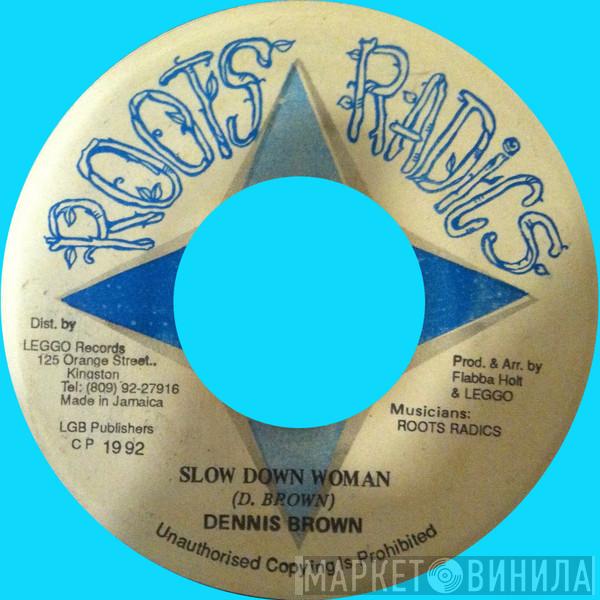 ROOTS RADICS.
Dist. by
LEGGO Records
125 Orange Street..
Kingston
Tel: (809) 92-27916
Made in Jamaica
LGB Publishers
C P 1992
Prod. & Arr. by
Flabba Holt
& LEGGO
Musicians:
ROOTS RADICS
SLOW DOWN WOMAN
(D. BROWN)
DENNIS BROWN
Unauthorised Copying Is Prohibited
МАРКЕТ ВИНИЛА